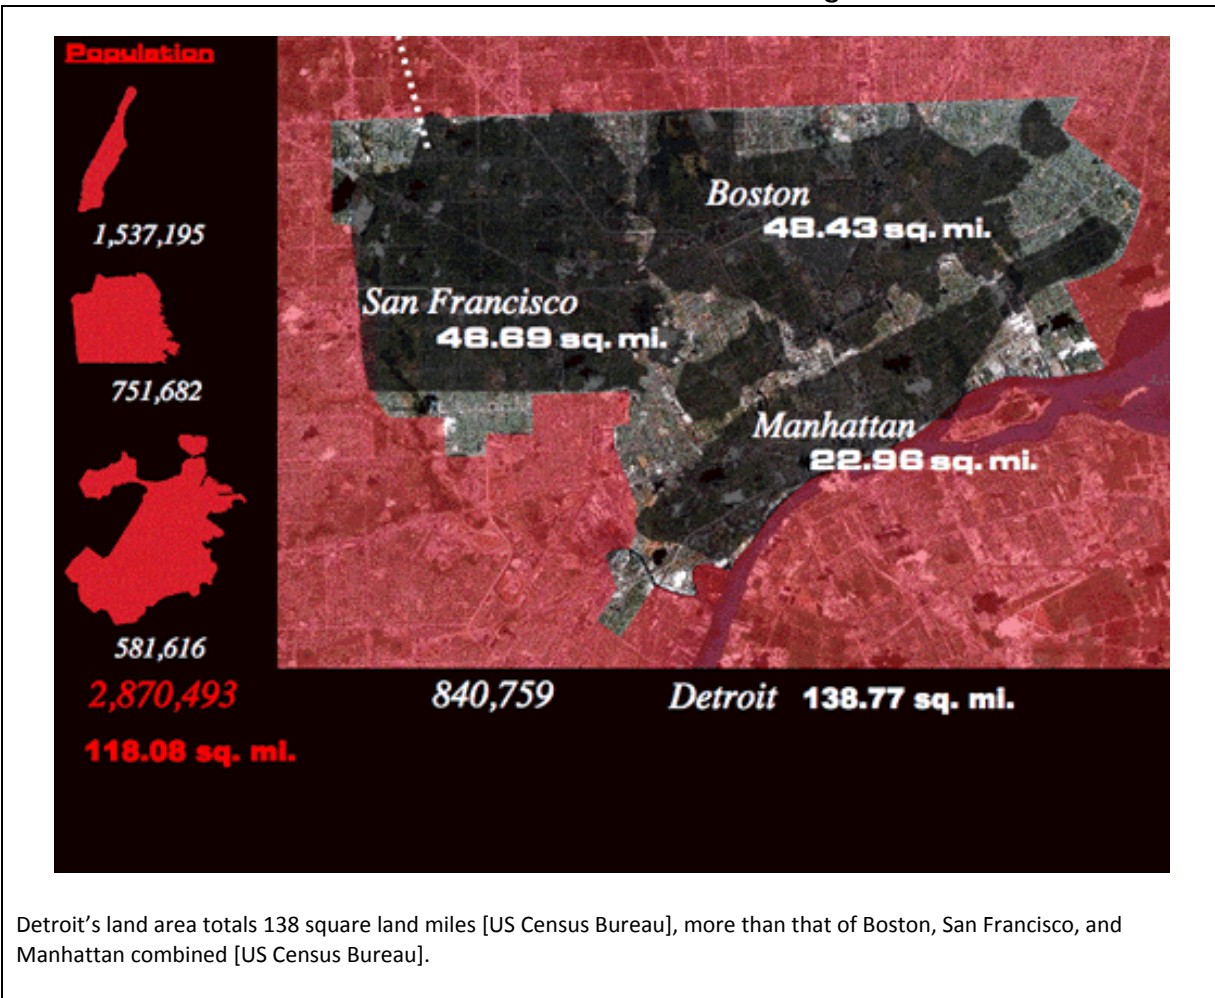 Population
1,537,195
751,682
581,616
2,870,493
118.08 sq. mi.
Boston
48.43 sq. mi.
San Francisco
46.69 sq. mi.
Manhattan
22.96 sq. mi.
840,759
Detroit 138.77 sq. mi.
Detroit’s land area totals 138 square land miles [US Census Bureau], more than that of Boston, San Francisco, and
Manhattan combined [US Census Bureau].